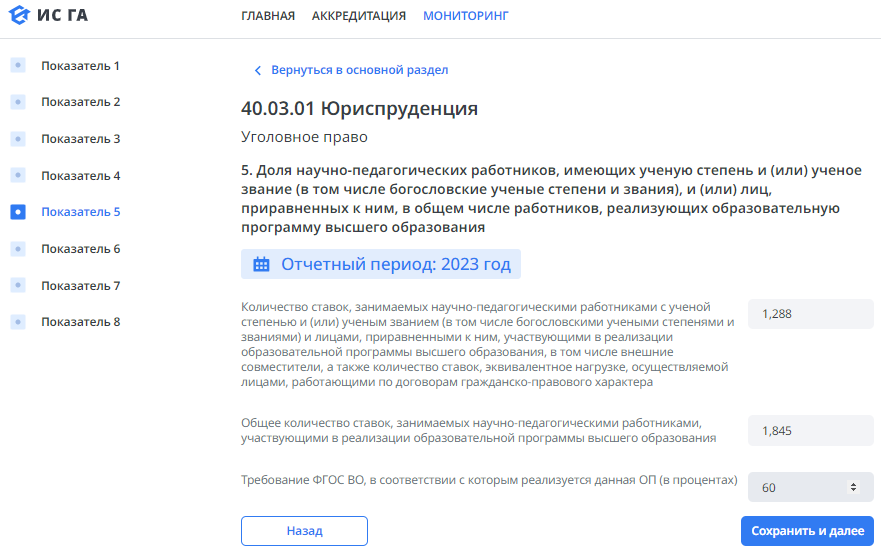 ИС ГА
ГЛАВНАЯ АККРЕДИТАЦИЯ МОНИТОРИНГ
Показатель 1
Показатель 2
Показатель 3
Показатель 4
Показатель 5
Показатель 6
Показатель 7
Показатель 8
Вернуться в основной раздел
40.03.01 Юриспруденция
Уголовное право
5. Доля научно-педагогических работников, имеющих ученую степень и (или) ученое
звание (в том числе богословские ученые степени и звания), и (или) лиц,
приравненных к ним, в общем числе работников, реализующих образовательную
программу высшего образования
Отчетный период: 2023 год
Количество ставок, занимаемых научно-педагогическими работниками с ученой
степенью и (или) ученым званием (в том числе богословскими учеными степенями и
званиями) и лицами, приравненными к ним, участвующими в реализации
образовательной программы высшего образования, в том числе внешние
совместители, а также количество ставок, эквивалентное нагрузке, осуществляемой
лицами, работающими по договорам гражданско-правового характера
1,288
Общее количество ставок, занимаемых научно-педагогическими работниками,
участвующими в реализации образовательной программы высшего образования
1,845
Требование ФГОС ВО, в соответствии с которым реализуется данная ОП (в процентах)
60
Назад
Сохранить и далее